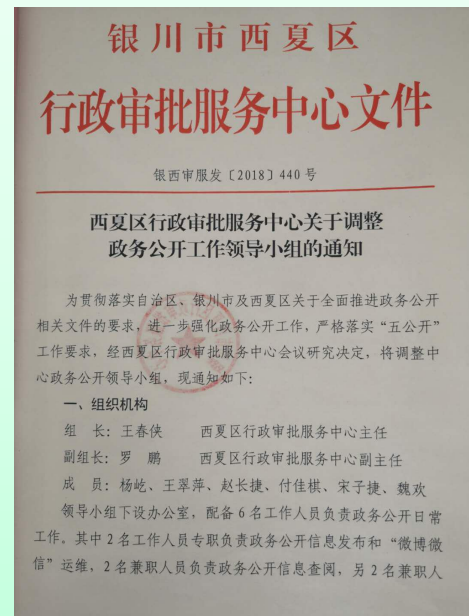 银川市西夏区
行政审批服务中心文件
银西审服发〔2018〕440号
西夏区行政审批服务中心关于调整
政务公开工作领导小组的通知
为贯彻落实自治区、银川市及西夏区关于全面推进政务公开
相关文件的要求，进一步强化政务公开工作，严格落实“五公开”
工作要求，经西夏区行政审批服务中心会议研究决定，将调整中
心政务公开领导小组，现通知如下：
一、组织机构
组 长：王春侠 西夏区行政审批服务中心主任
副组长：罗 鹏 西夏区行政审批服务中心副主任
成 员：杨屹、王翠萍、赵长捷、付佳棋、宋子捷、魏欢
领导小组下设办公室，配备6名工作人员负责政务公开日常
工作。其中2名工作人员专职负责政务公开信息发布和“微博微
信”运维，2名兼职人员负责政务公开信息查阅，另2名兼职人